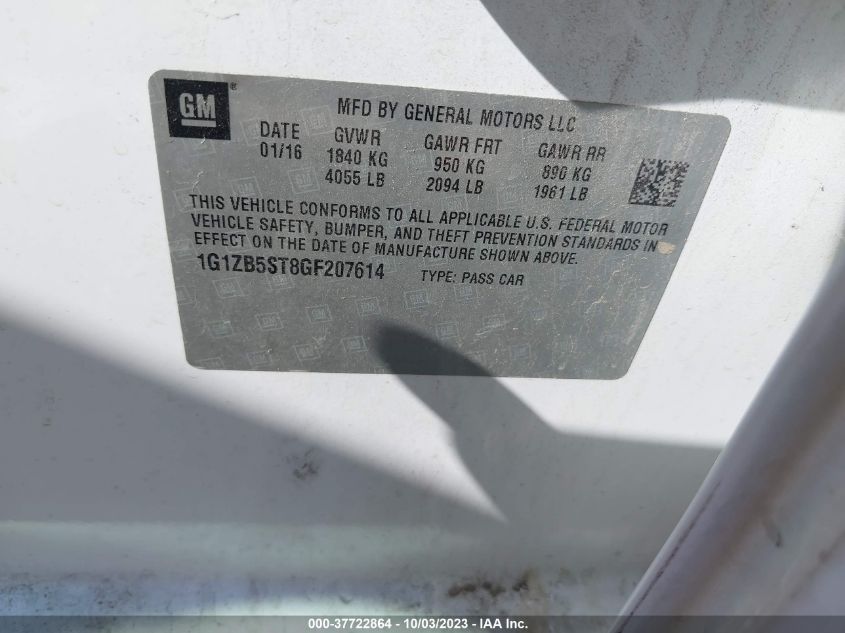 GM ®
MFD BY GENERAL MOTORS LLC
DATE GVWR GAWR FRT GAWR RR
01/16 1840 KG 950 KG 890 KG
4055 LB 2094 LB 1961 LB
THIS VEHICLE CONFORMS TO ALL APPLICABLE U.S. FEDERAL MOTOR
VEHICLE SAFETY, BUMPER, AND THEFT PREVENTION STANDARDS IN
EFFECT ON THE DATE OF MANUFACTURE SHOWN ABOVE.
1G1ZB5ST8GF207614 TYPE: PASS CAR
000-37722864 - 10/03/2023 - IAA Inc.